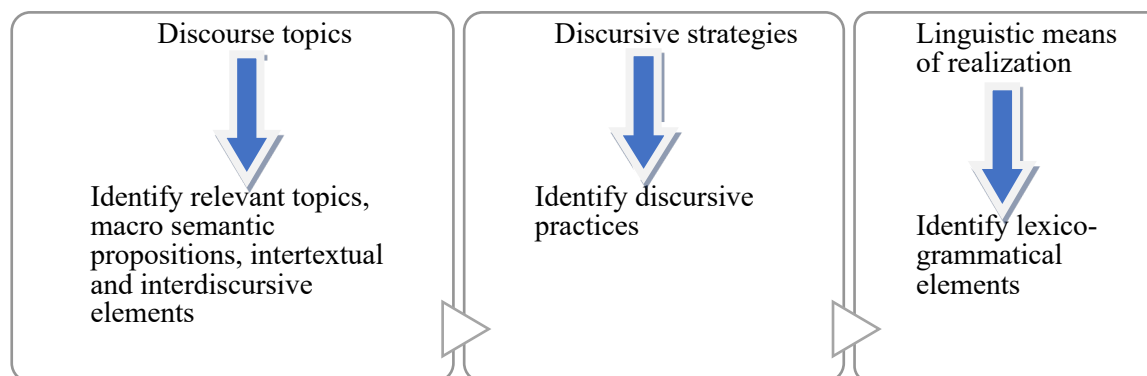 Discourse topics
Identify relevant topics,
macro semantic
propositions, intertextual
and interdiscursive
elements
Discursive strategies
Identify discursive
practices
Linguistic means
of realization
Identify lexico-
grammatical
elements